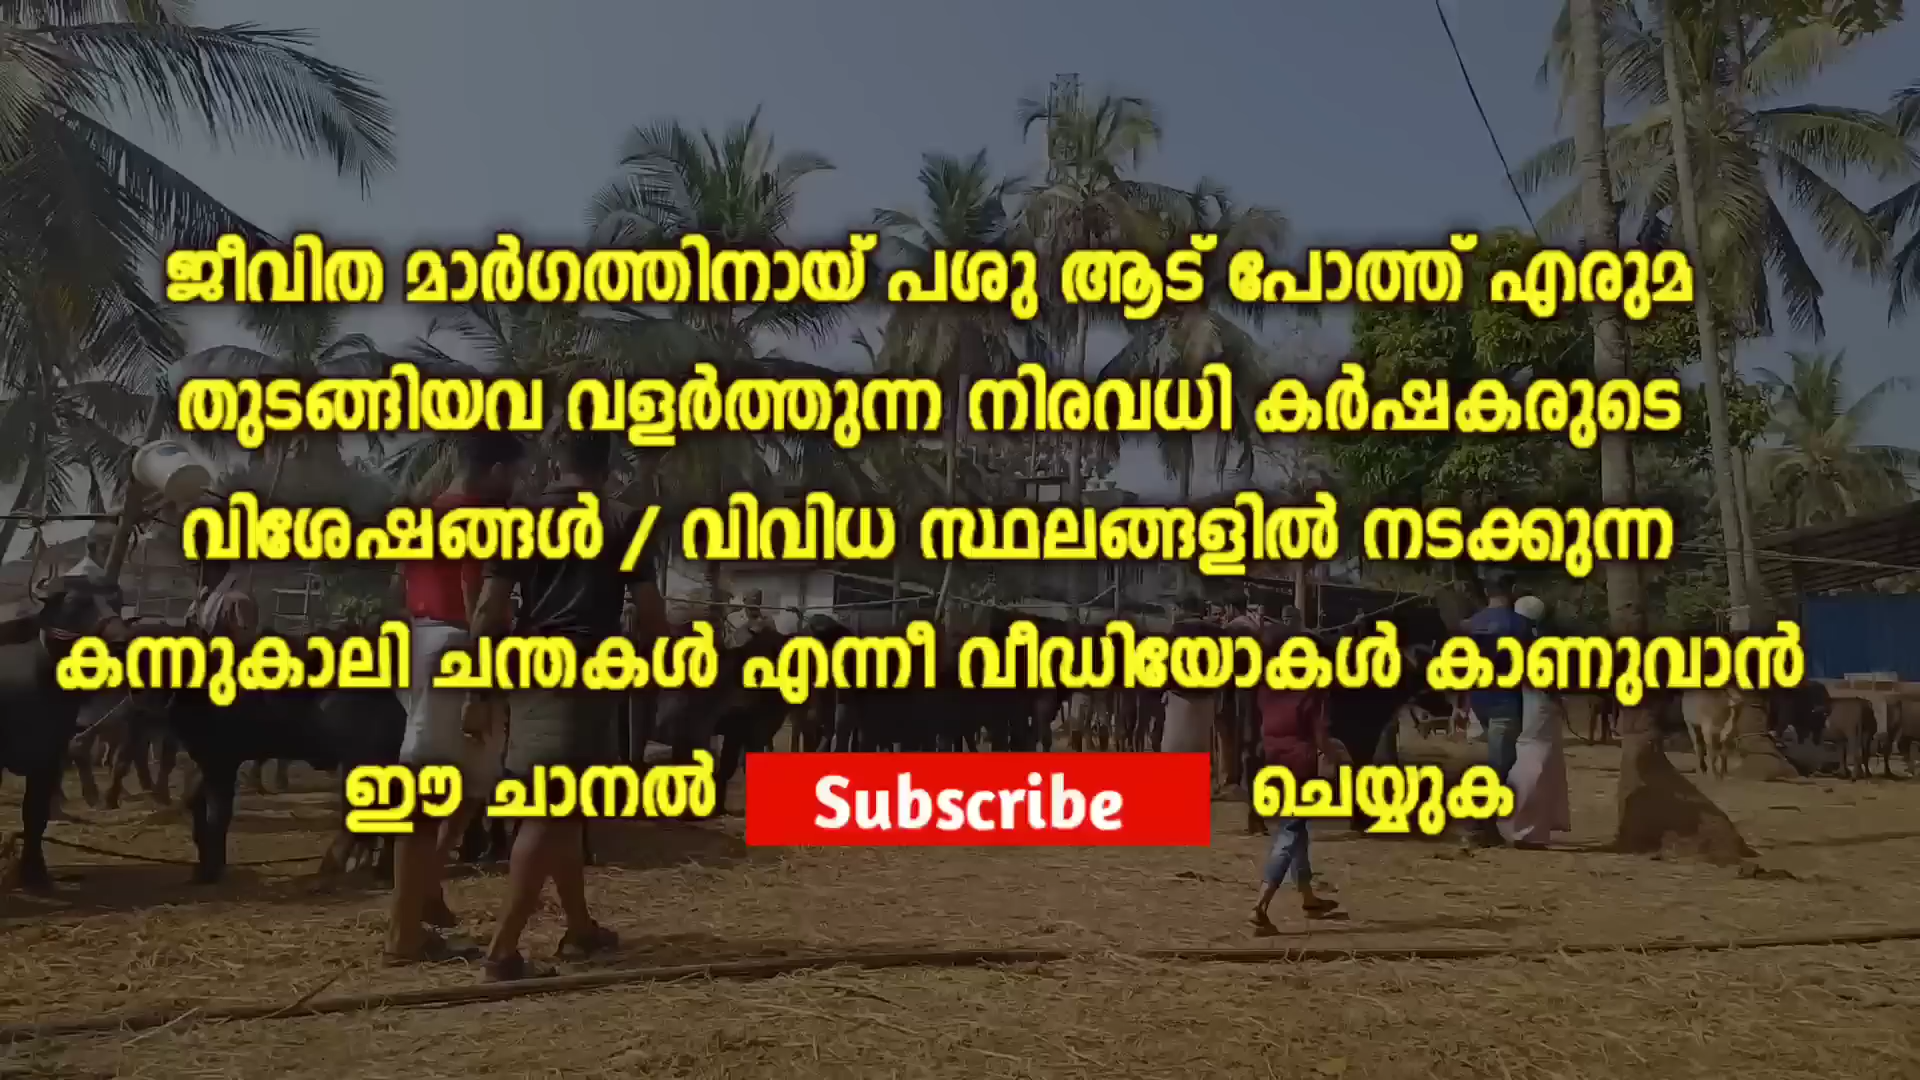 ജീവിത മാർഗത്തിനായ് പശു ആട് പോത്ത് എരുമ
തുടങ്ങിയവ വളർത്തുന്ന നിരവധി കർഷകരുടെ
വിശേഷങ്ങൾ / വിവിധ സ്ഥലങ്ങളിൽ നടക്കുന്ന
കന്നുകാലി ചന്തകൾ എന്നീ വീഡിയോകൾ കാണുവാൻ
ഈ ചാനൽ Subscribe ചെയ്യുക